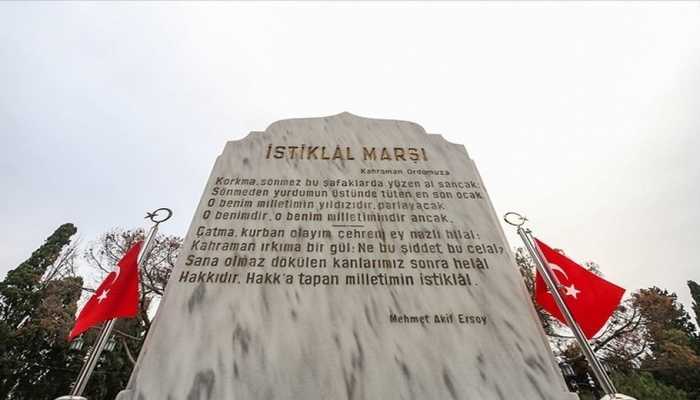 İSTİKLÂL MARŞI
Kahraman Ordumuza
Korkma, sönmez bu şafaklarda yüzen al sancak;
Sönmeden yurdumun üstünde tüten en son ocak
O benim milletimin yıldızıdır, parlayacak
O benimdir, o benim milletimindir ancak.
Çatma, kurban olayım çehreni ey nazlı hilal;
Kahraman ırkıma bir gül; Ne bu şiddet bu celal?
Sana olmaz dökülen kanlarımız sonra helâl
Hakkıdır, Hakk'a tapan milletimin istiklâl.
Mehmet Akif Ersoy